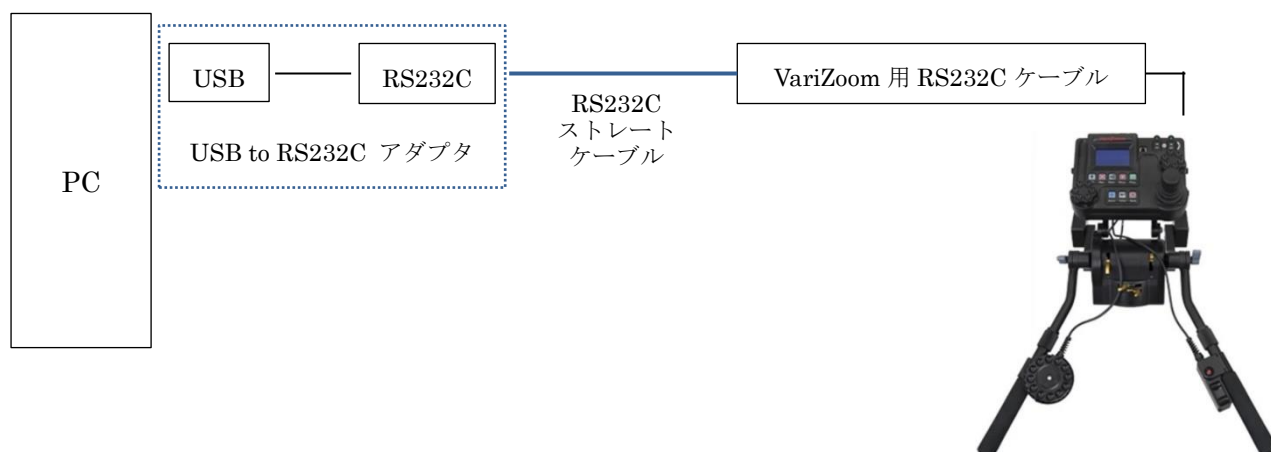 PC
USB
RS232C
USB to RS232C アダプタ
RS232C
ストレート
ケーブル
VariZoom 用 RS232C ケーブル